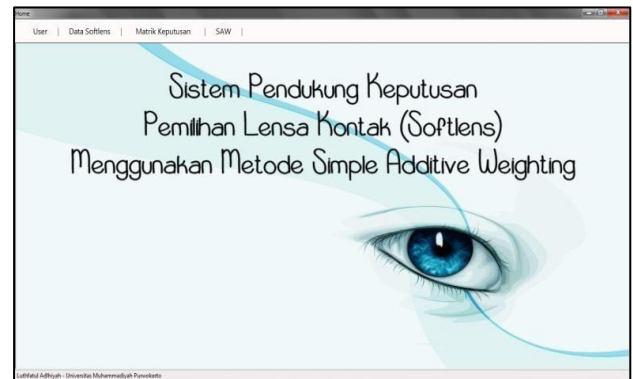 Home
User | Data Softlens | Matrik Keputusan | SAW |
Sistem Pendukung Keputusan
Pemilihan Lensa Kontak (Softlens)
Menggunakan Metode Simple Additive Weighting
Luthfatul Adlhiyah - Universitas Muhammadiyah Purwokerto